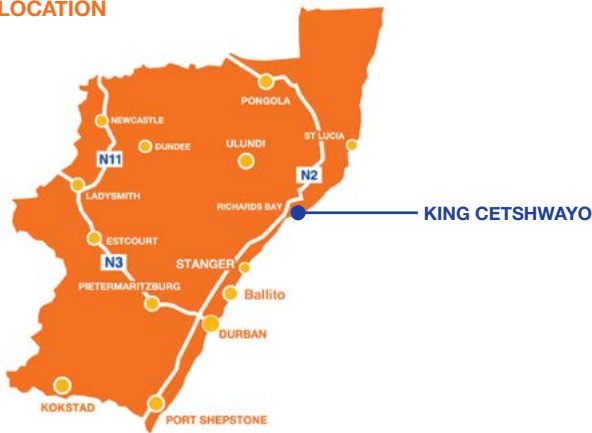 LOCATION
PONGOLA
NEWCASTLE
DUNDEE
ULUNDI
ST LUCIA
N11
N2
LADYSMITH
RICHARDS BAY
KING CETSHWAYO
ESTCOURT
N3
STANGER
PIETERMARITZBURG
Ballito
DURBAN
KOKSTAD
PORT SHEPSTONE